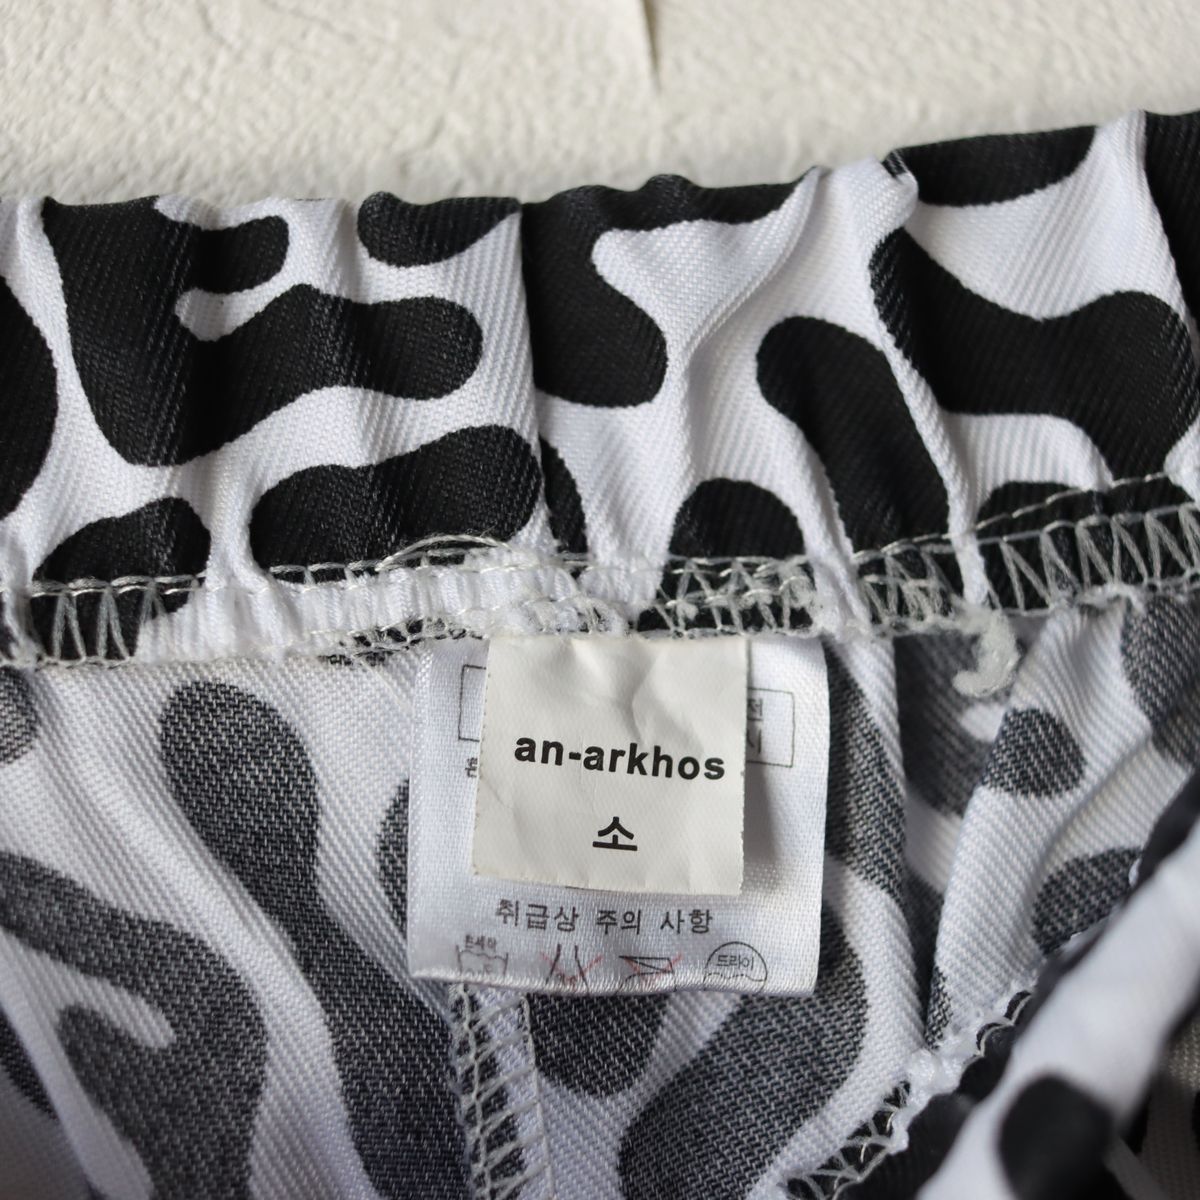 an-arkhos
소
취급상 주의 사항
드라이